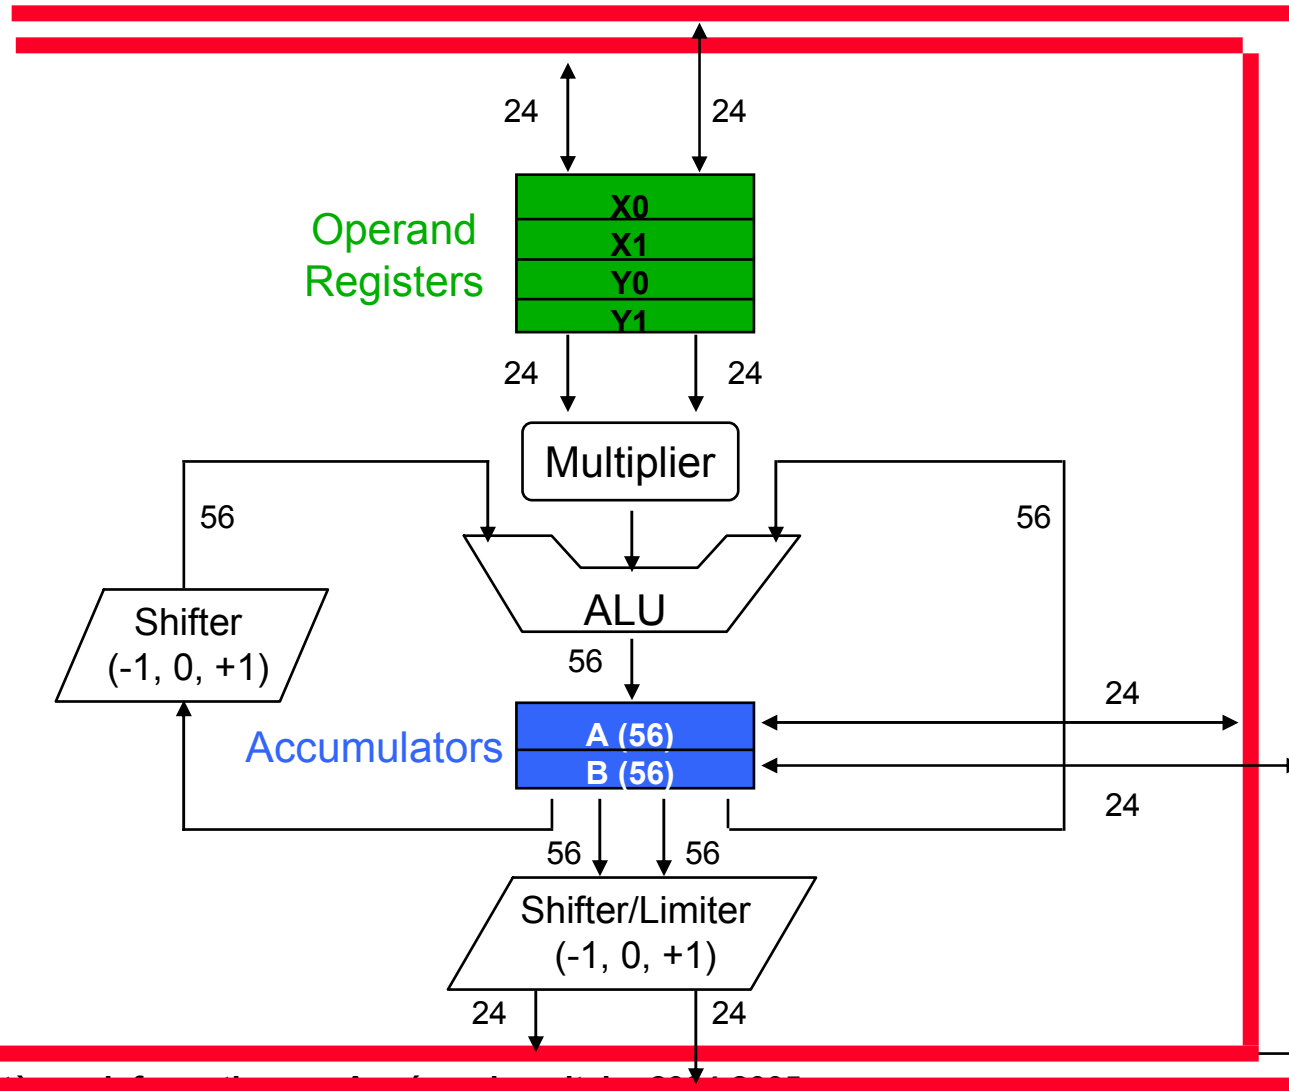 24
24
Operand
Registers
X0
X1
Y0
Y1
24
24
Multiplier
56
56
ALU
Shifter
(-1, 0, +1)
56
24
Accumulators
A (56)
B (56)
24
56
56
Shifter/Limiter
(-1, 0, +1)
24
24